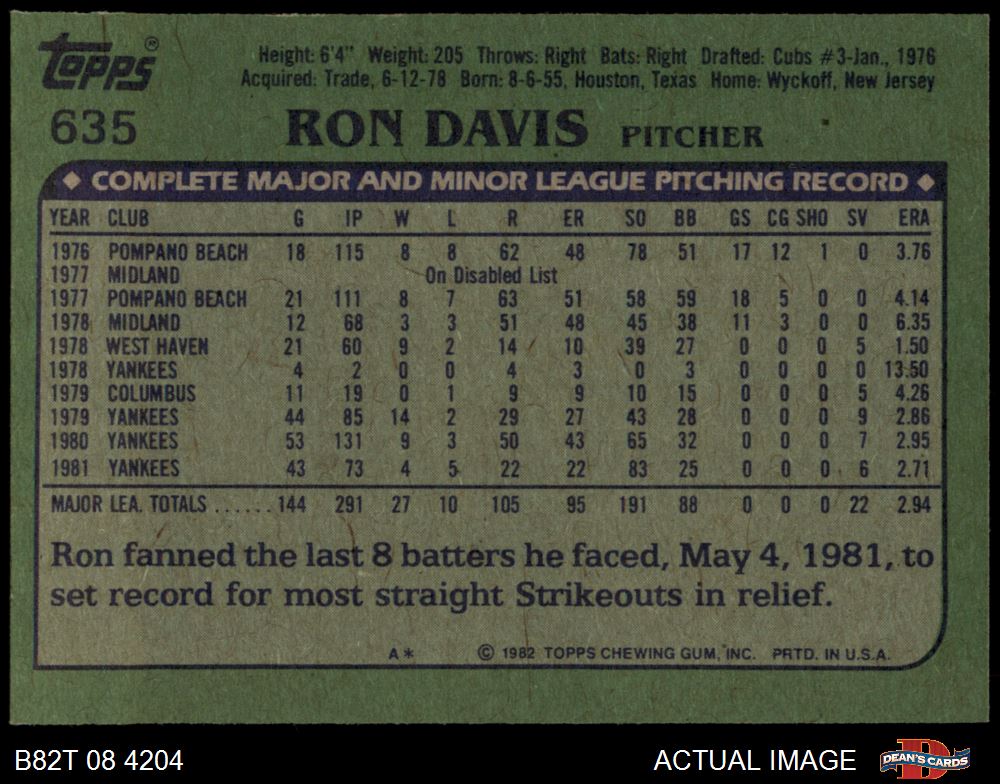 Topps®
Height: 6'4" Weight: 205 Throws: Right Bats: Right Drafted: Cubs #3-Jan., 1976
Acquired: Trade, 6-12-78 Born: 8-6-55, Houston, Texas Home: Wyckoff, New Jersey
635 RON DAVIS PITCHER
◆ COMPLETE MAJOR AND MINOR LEAGUE PITCHING RECORD ◆
YEAR CLUB G IP W L R ER SO BB GS CG SHO SV ERA
1976 POMPANO BEACH 18 115 8 8 62 48 78 51 17 12 1 0 3.76
1977 MIDLAND On Disabled List
1977 POMPANO BEACH 21 111 8 7 63 51 58 59 18 5 0 0 4.14
1978 MIDLAND 12 68 3 3 51 48 45 38 11 3 0 0 6.35
1978 WEST HAVEN 21 60 9 2 14 10 39 27 0 0 0 5 1.50
1978 YANKEES 4 2 0 0 4 3 0 3 0 0 0 0 13.50
1979 COLUMBUS 11 19 0 1 9 9 10 15 0 0 0 5 4.26
1979 YANKEES 44 85 14 2 29 27 43 28 0 0 0 9 2.86
1980 YANKEES 53 131 9 3 50 43 65 32 0 0 0 7 2.95
1981 YANKEES 43 73 4 5 22 22 83 25 0 0 0 6 2.71
MAJOR LEA. TOTALS ...... 144 291 27 10 105 95 191 88 0 0 0 22 2.94
Ron fanned the last 8 batters he faced, May 4, 1981, to
set record for most straight Strikeouts in relief.
A* © 1982 TOPPS CHEWING GUM, INC. PRTD. IN U.S.A.
B82T 08 4204 ACTUAL IMAGE D DEAN'S CARDS